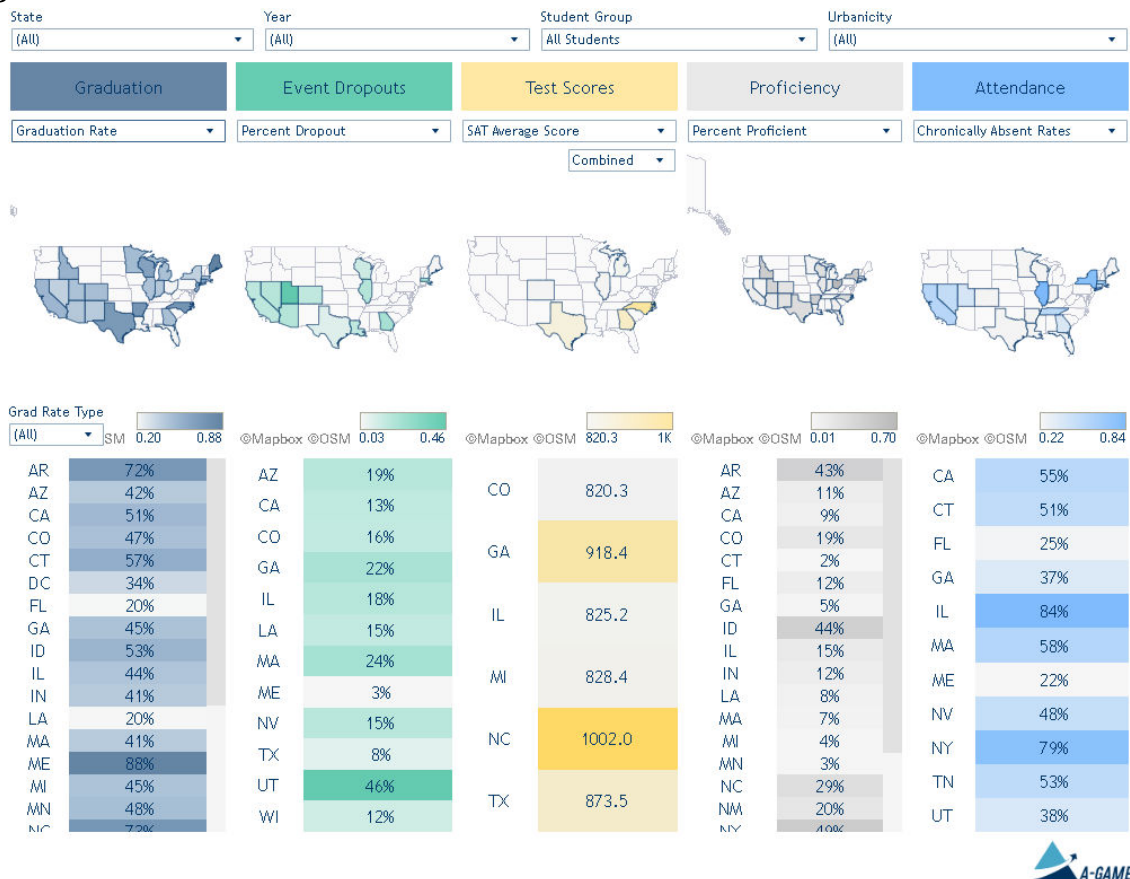 State Year Student Group Urbanicity
(All) (All) All Students (All)
Graduation Event Dropouts Test Scores Proficiency Attendance
Graduation Rate Percent Dropout SAT Average Score Percent Proficient Chronically Absent Rates
Combined
Grad Rate Type
(All) SM 0.20 0.88 ©Mapbox ©OSM 0.03 0.46 ©Mapbox ©OSM 820.3 1K ©Mapbox ©OSM 0.01 0.70 ©Mapbox ©OSM 0.22 0.84
AR 72%
AZ 42%
CA 51%
CO 47%
CT 57%
DC 34%
FL 20%
GA 45%
ID 53%
IL 44%
IN 41%
LA 20%
MA 41%
ME 88%
MI 45%
MN 48%
NC 73%
AZ 19%
CA 13%
CO 16%
GA 22%
IL 18%
LA 15%
MA 24%
ME 3%
NV 15%
TX 8%
UT 46%
WI 12%
CO 820.3
GA 918.4
IL 825.2
MI 828.4
NC 1002.0
TX 873.5
AR 43%
AZ 11%
CA 9%
CO 19%
CT 2%
FL 12%
GA 5%
ID 44%
IL 15%
IN 12%
LA 8%
MA 7%
MI 4%
MN 3%
NC 29%
NM 20%
NY 49%
CA 55%
CT 51%
FL 25%
GA 37%
IL 84%
MA 58%
ME 22%
NV 48%
NY 79%
TN 53%
UT 38%
A-GAME